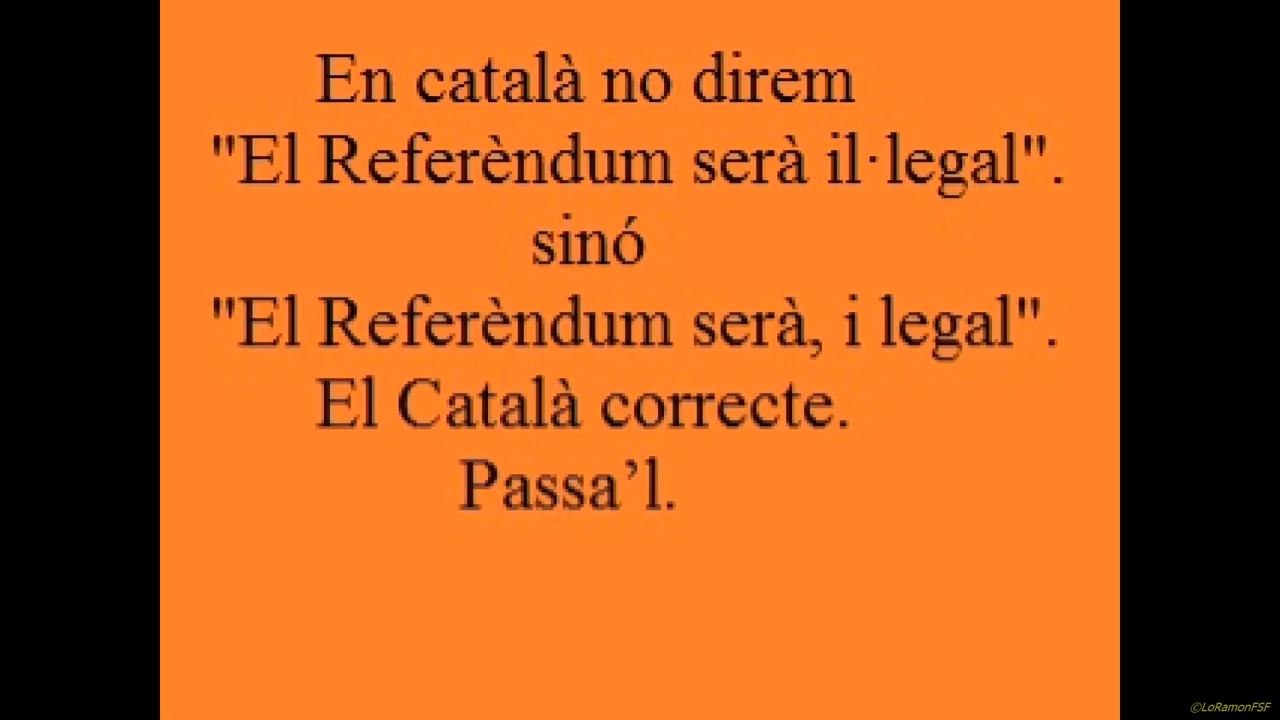 En català no direm
"El Referèndum serà il·legal".
sinó
"El Referèndum serà, i legal".
El Català correcte.
Passa’l.
©LoRamonFSF